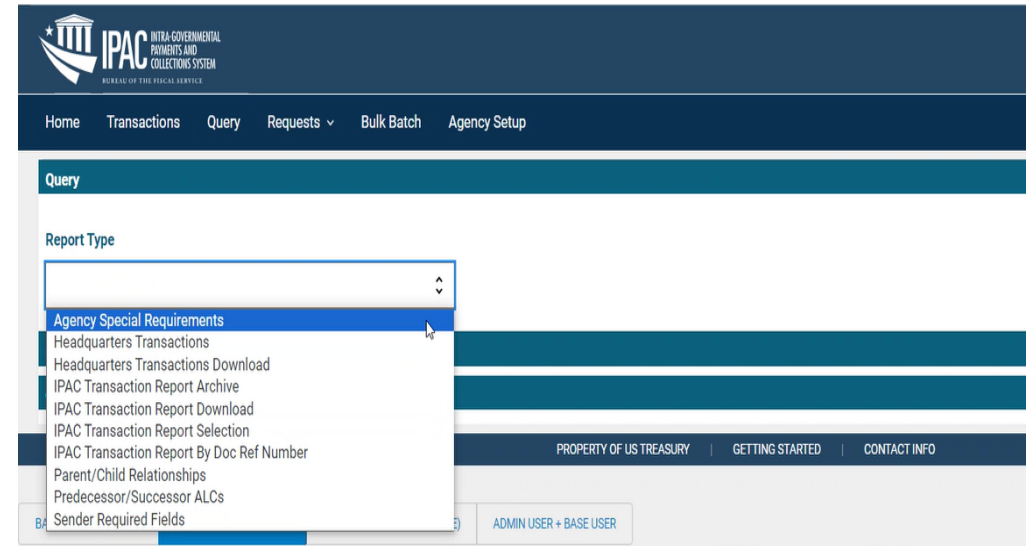 IPAC INTRA-GOVERNMENTAL
PAYMENTS AND
COLLECTIONS SYSTEM
BUREAU OF THE FISCAL SERVICE
Home Transactions Query Requests Bulk Batch Agency Setup
Query
Report Type
Agency Special Requirements
Headquarters Transactions
Headquarters Transactions Download
IPAC Transaction Report Archive
IPAC Transaction Report Download
IPAC Transaction Report Selection
IPAC Transaction Report By Doc Ref Number
Parent/Child Relationships
Predecessor/Successor ALCs
Sender Required Fields
PROPERTY OF US TREASURY | GETTING STARTED | CONTACT INFO
BA E) ADMIN USER + BASE USER